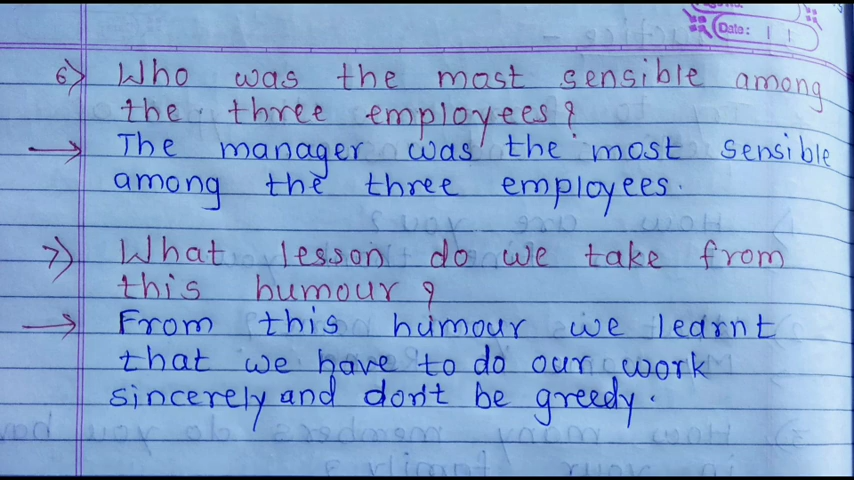 Date: | |
6) Who was the most sensible among
the three employees?
→ The manager was the most sensible
among the three employees.
7) What lesson do we take from
this humour ?
→ From this humour we learnt
that we have to do our work
sincerely and don't be greedy.